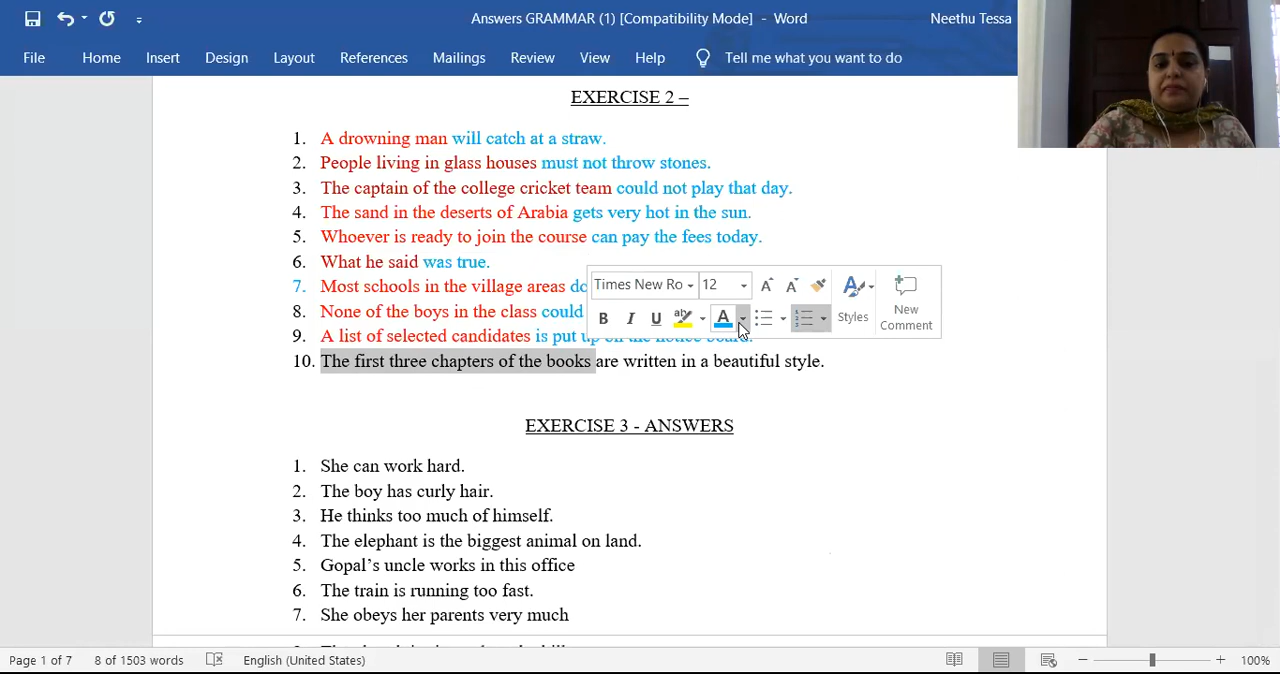 Answers GRAMMAR (1) [Compatibility Mode] - Word Neethu Tessa
File Home Insert Design Layout References Mailings Review View Help Tell me what you want to do
EXERCISE 2 –
1. A drowning man will catch at a straw.
2. People living in glass houses must not throw stones.
3. The captain of the college cricket team could not play that day.
4. The sand in the deserts of Arabia gets very hot in the sun.
5. Whoever is ready to join the course can pay the fees today.
6. What he said was true.
7. Most schools in the village areas
8. None of the boys in the class could
9. A list of selected candidates is put up on the notice board.
10. The first three chapters of the books are written in a beautiful style.
Times New Ro 12
B I U ab A Styles New Comment
EXERCISE 3 - ANSWERS
1. She can work hard.
2. The boy has curly hair.
3. He thinks too much of himself.
4. The elephant is the biggest animal on land.
5. Gopal's uncle works in this office
6. The train is running too fast.
7. She obeys her parents very much
Page 1 of 7 8 of 1503 words English (United States) 100%